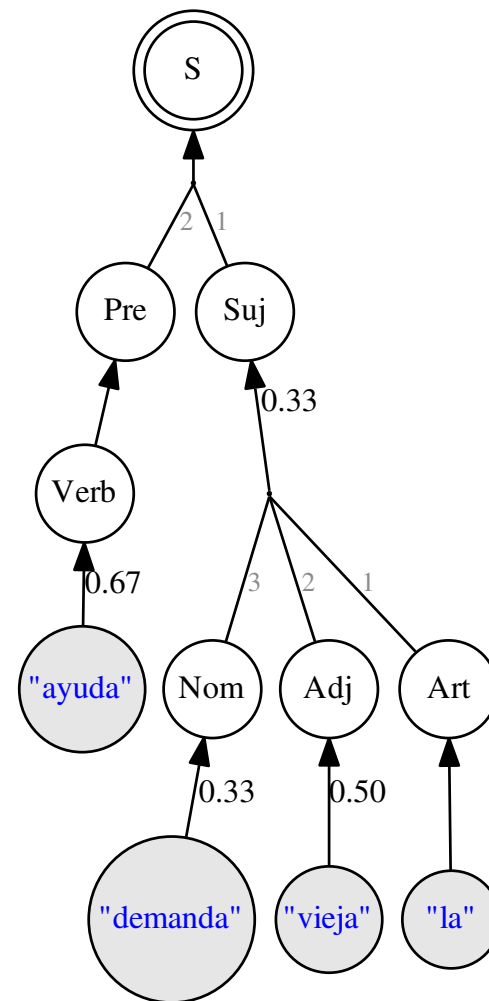 S
2 1
Pre Suj
0.33
Verb
0.67
3 2 1
"ayuda" Nom Adj Art
0.33 0.50
"demanda" "vieja" "la"